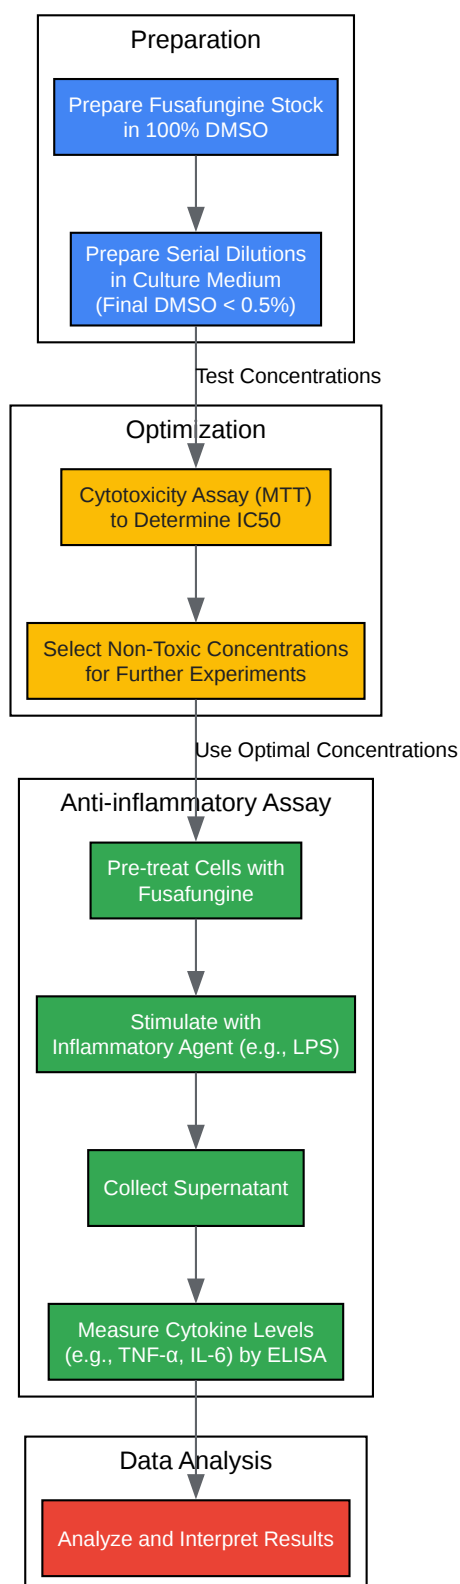 Preparation
Prepare Fusafungine Stock
in 100% DMSO
Prepare Serial Dilutions
in Culture Medium
(Final DMSO < 0.5%)
Test Concentrations
Optimization
Cytotoxicity Assay (MTT)
to Determine IC50
Select Non-Toxic Concentrations
for Further Experiments
Use Optimal Concentrations
Anti-inflammatory Assay
Pre-treat Cells with
Fusafungine
Stimulate with
Inflammatory Agent (e.g., LPS)
Collect Supernatant
Measure Cytokine Levels
(e.g., TNF-α, IL-6) by ELISA
Data Analysis
Analyze and Interpret Results